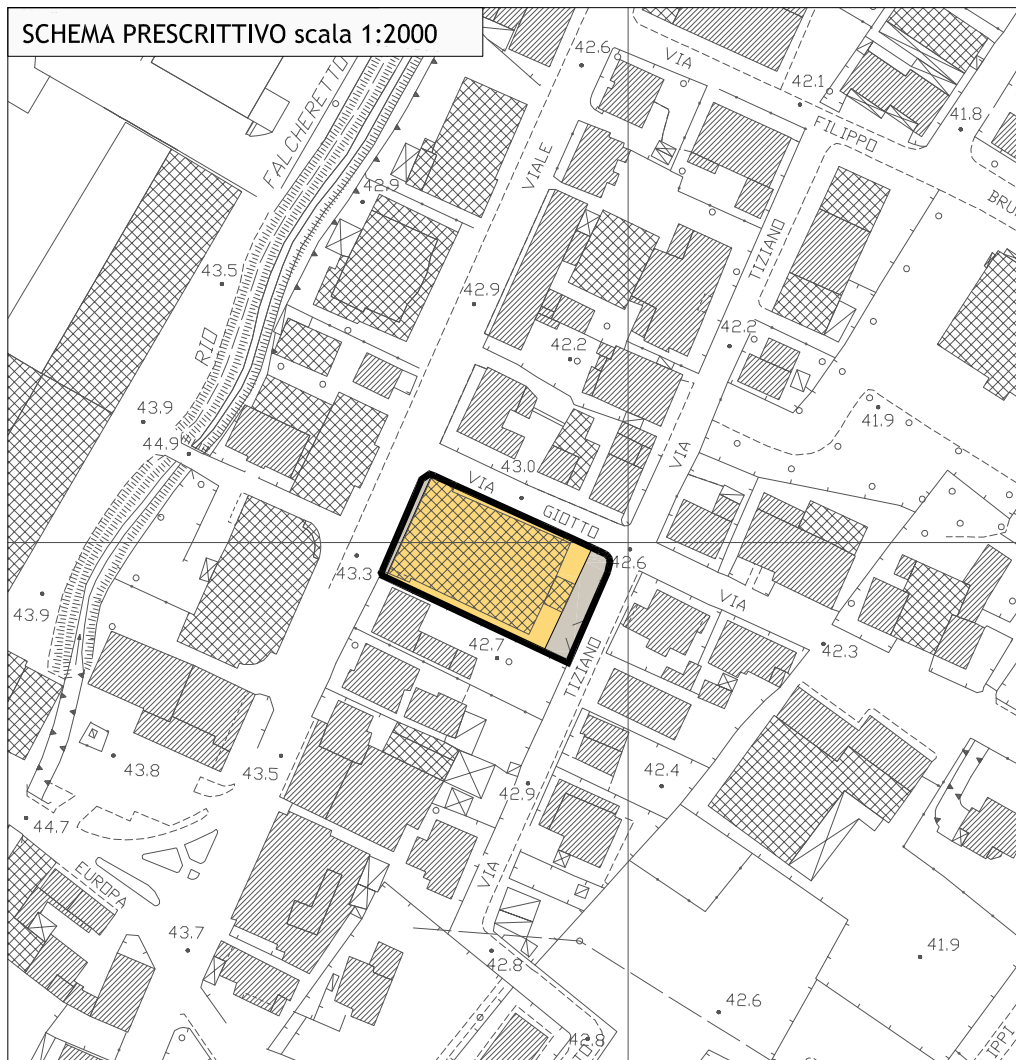 SCHEMA PRESCRITTIVO scala 1:2000
42.6
VIA
42.1
FILIPPO
41.8
FALCHERETTO
42.9
VIALE
BRU
TIZIANO
43.5
42.9
42.2
42.2
RIO
43.9
41.9
44.9
VIA
43.0
VIA
GIOTTO
43.3
42.6
43.9
VIA
42.7
TIZIANO
42.3
43.8
43.5
42.9
42.4
44.7
EUROPA
VIA
43.7
42.8
41.9
42.6
42.8
TO
IPPI